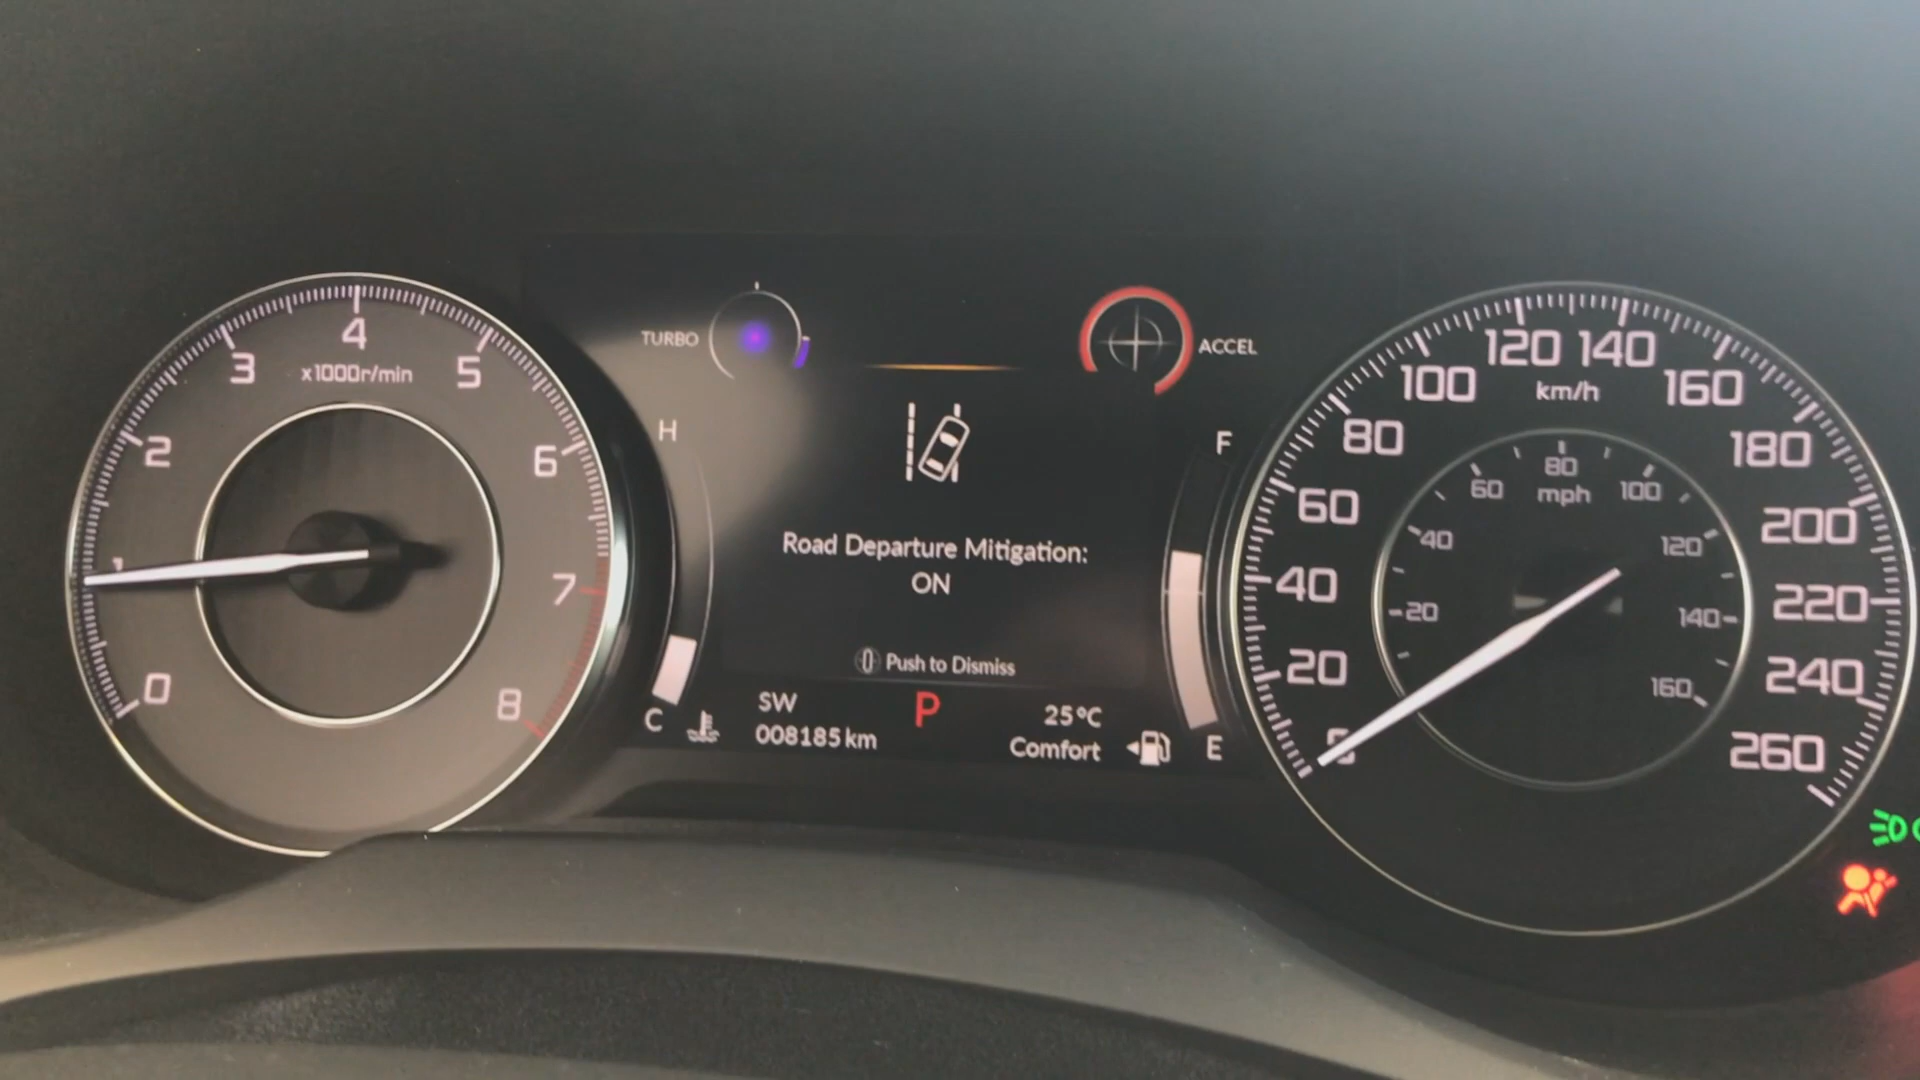 4
3
5
x1000r/min
2
6
1
7
0
8
TURBO
ACCEL
H
F
Road Departure Mitigation:
ON
Push to Dismiss
SW
P
25°C
C
008185 km
Comfort
E
120 140
100
km/h
160
80
180
60
200
40
220
20
240
260
80
60
mph
100
40
120
20
140
160